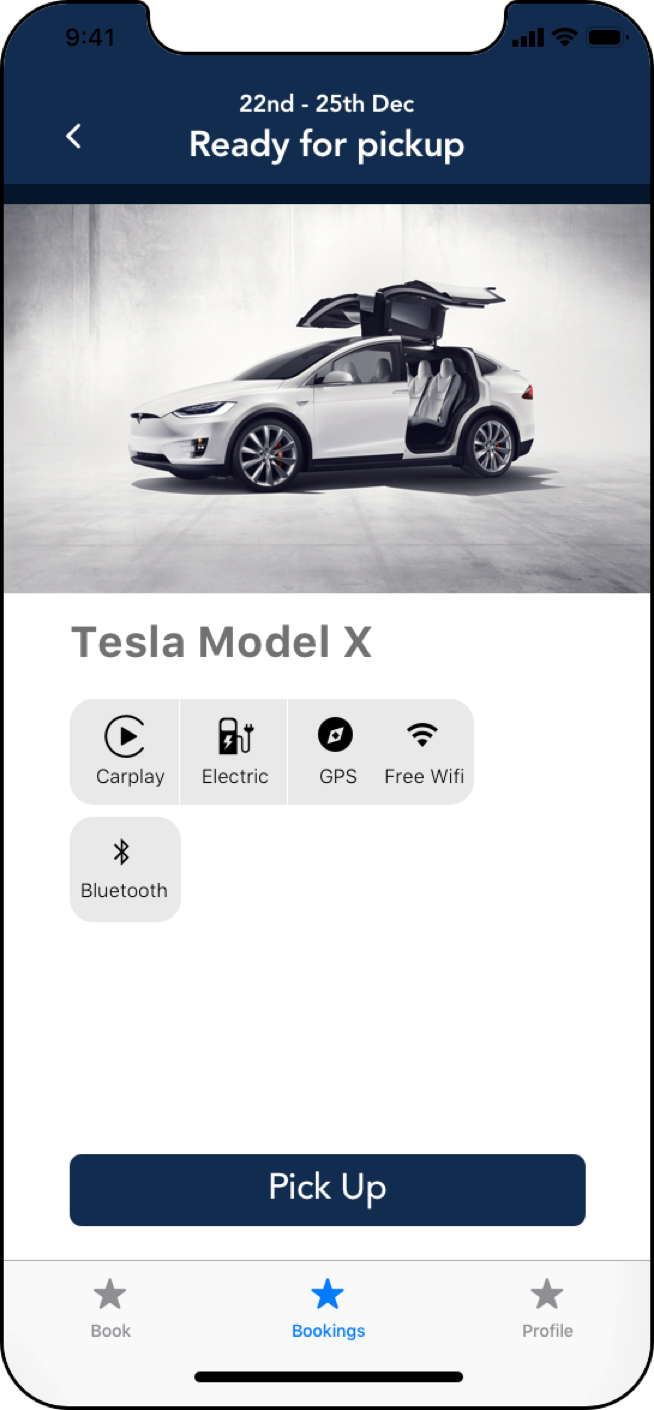 9:41
22nd - 25th Dec
Ready for pickup
Tesla Model X
Carplay Electric GPS Free Wifi
Bluetooth
Pick Up
Book Bookings Profile